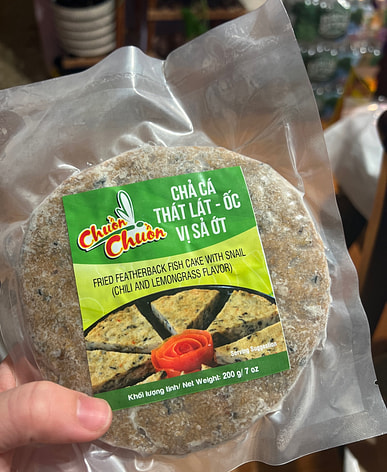 Chuồn
Chuồn
CHẢ CÁ
THÁT LÁT - ỐC
VỊ SẢ ỚT
FRIED FEATHERBACK FISH CAKE WITH SNAIL
(CHILI AND LEMONGRASS FLAVOR)
Serving Suggestion
Khối lượng tịnh/ Net Weight: 200 g/ 7 oz